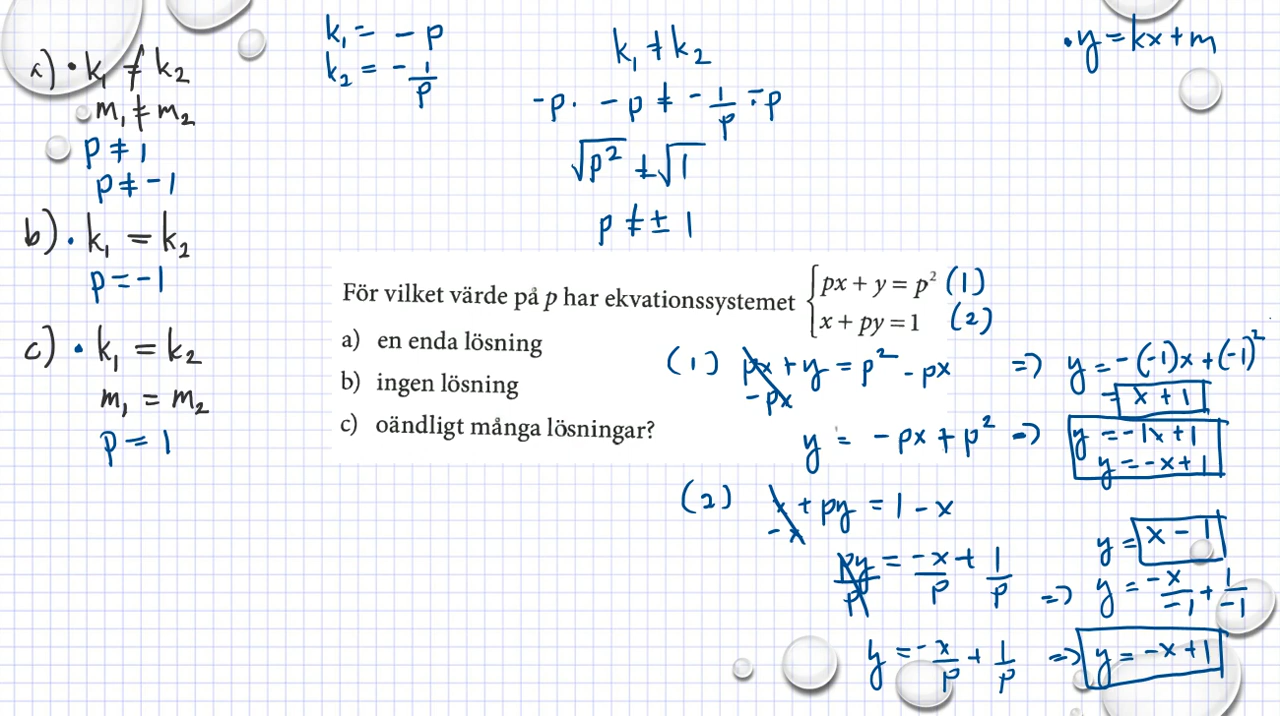 a) · k₁ ≠ k₂
m₁ ≠ m₂
p ≠ 1
p ≠ -1
b) · k₁ = k₂
p = -1
c) · k₁ = k₂
m₁ = m₂
p = 1
k₁ = - p
k₂ = - 1/p
k₁ ≠ k₂
-p · - p ≠ - 1/p · -p
√p² ≠ √1
p ≠ ± 1
· y = kx + m
För vilket värde på p har ekvationssystemet { px + y = p² (1)
x + py = 1 (2)
a) en enda lösning
b) ingen lösning
c) oändligt många lösningar?
(1) px + y = p² - px => y = -(-1)x + (-1)²
-px = x + 1
y = - px + p² => y = -1x + 1
y = -x + 1
(2) x + py = 1 - x
-x
y = x - 1
py/p = -x/p + 1/p => y = -x/-1 + 1/-1
y = -x/p + 1/p => y = -x + 1